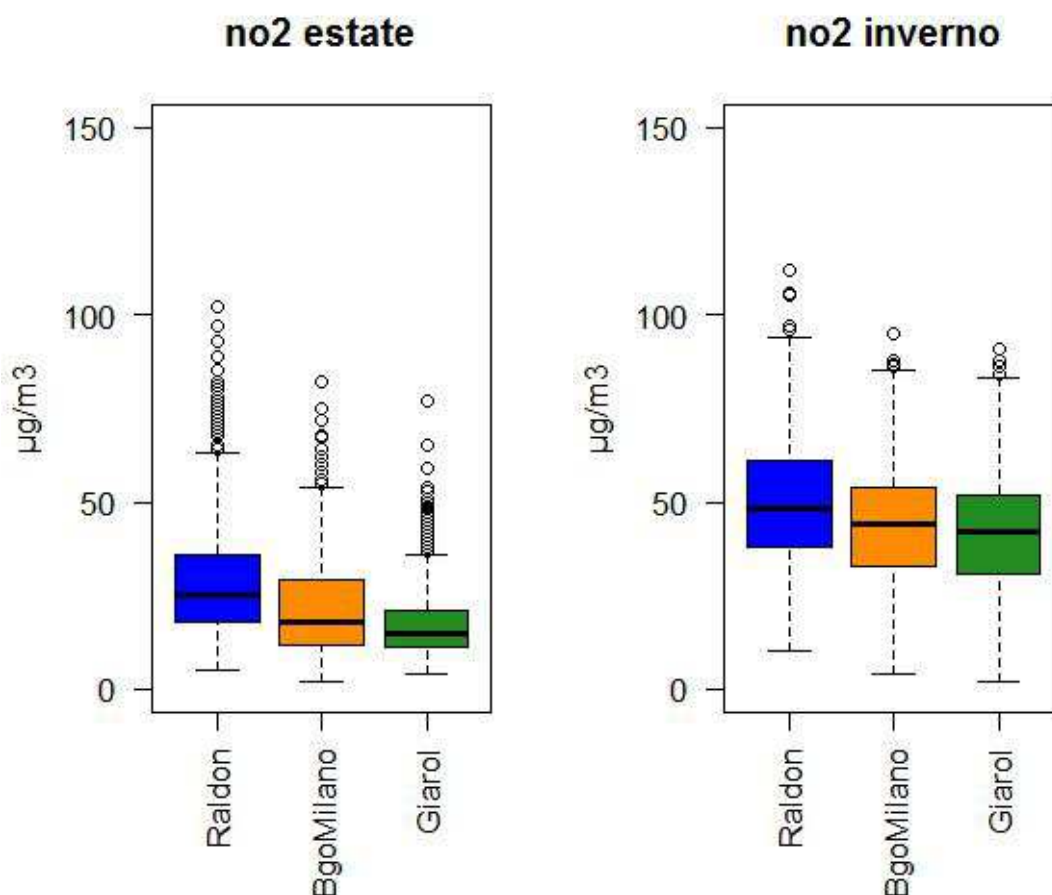 no2 estate
150
100
50
0
µg/m3
Raldon
BgoMilano
Giarol
no2 inverno
150
100
50
0
µg/m3
Raldon
BgoMilano
Giarol